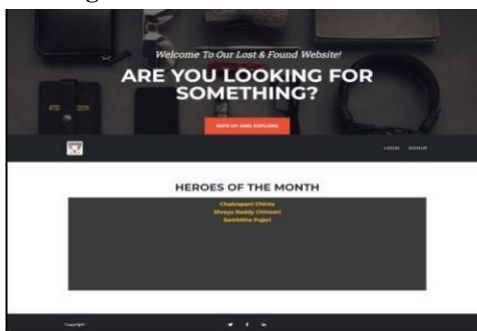 Welcome To Our Lost & Found Website!
ARE YOU LOOKING FOR
SOMETHING?
SIGN UP AND EXPLORE
LOGIN SIGNUP
HEROES OF THE MONTH
Chakrapani Chinta
Shreya Reddy Chinsari
Samhitha Pujari
Copyright